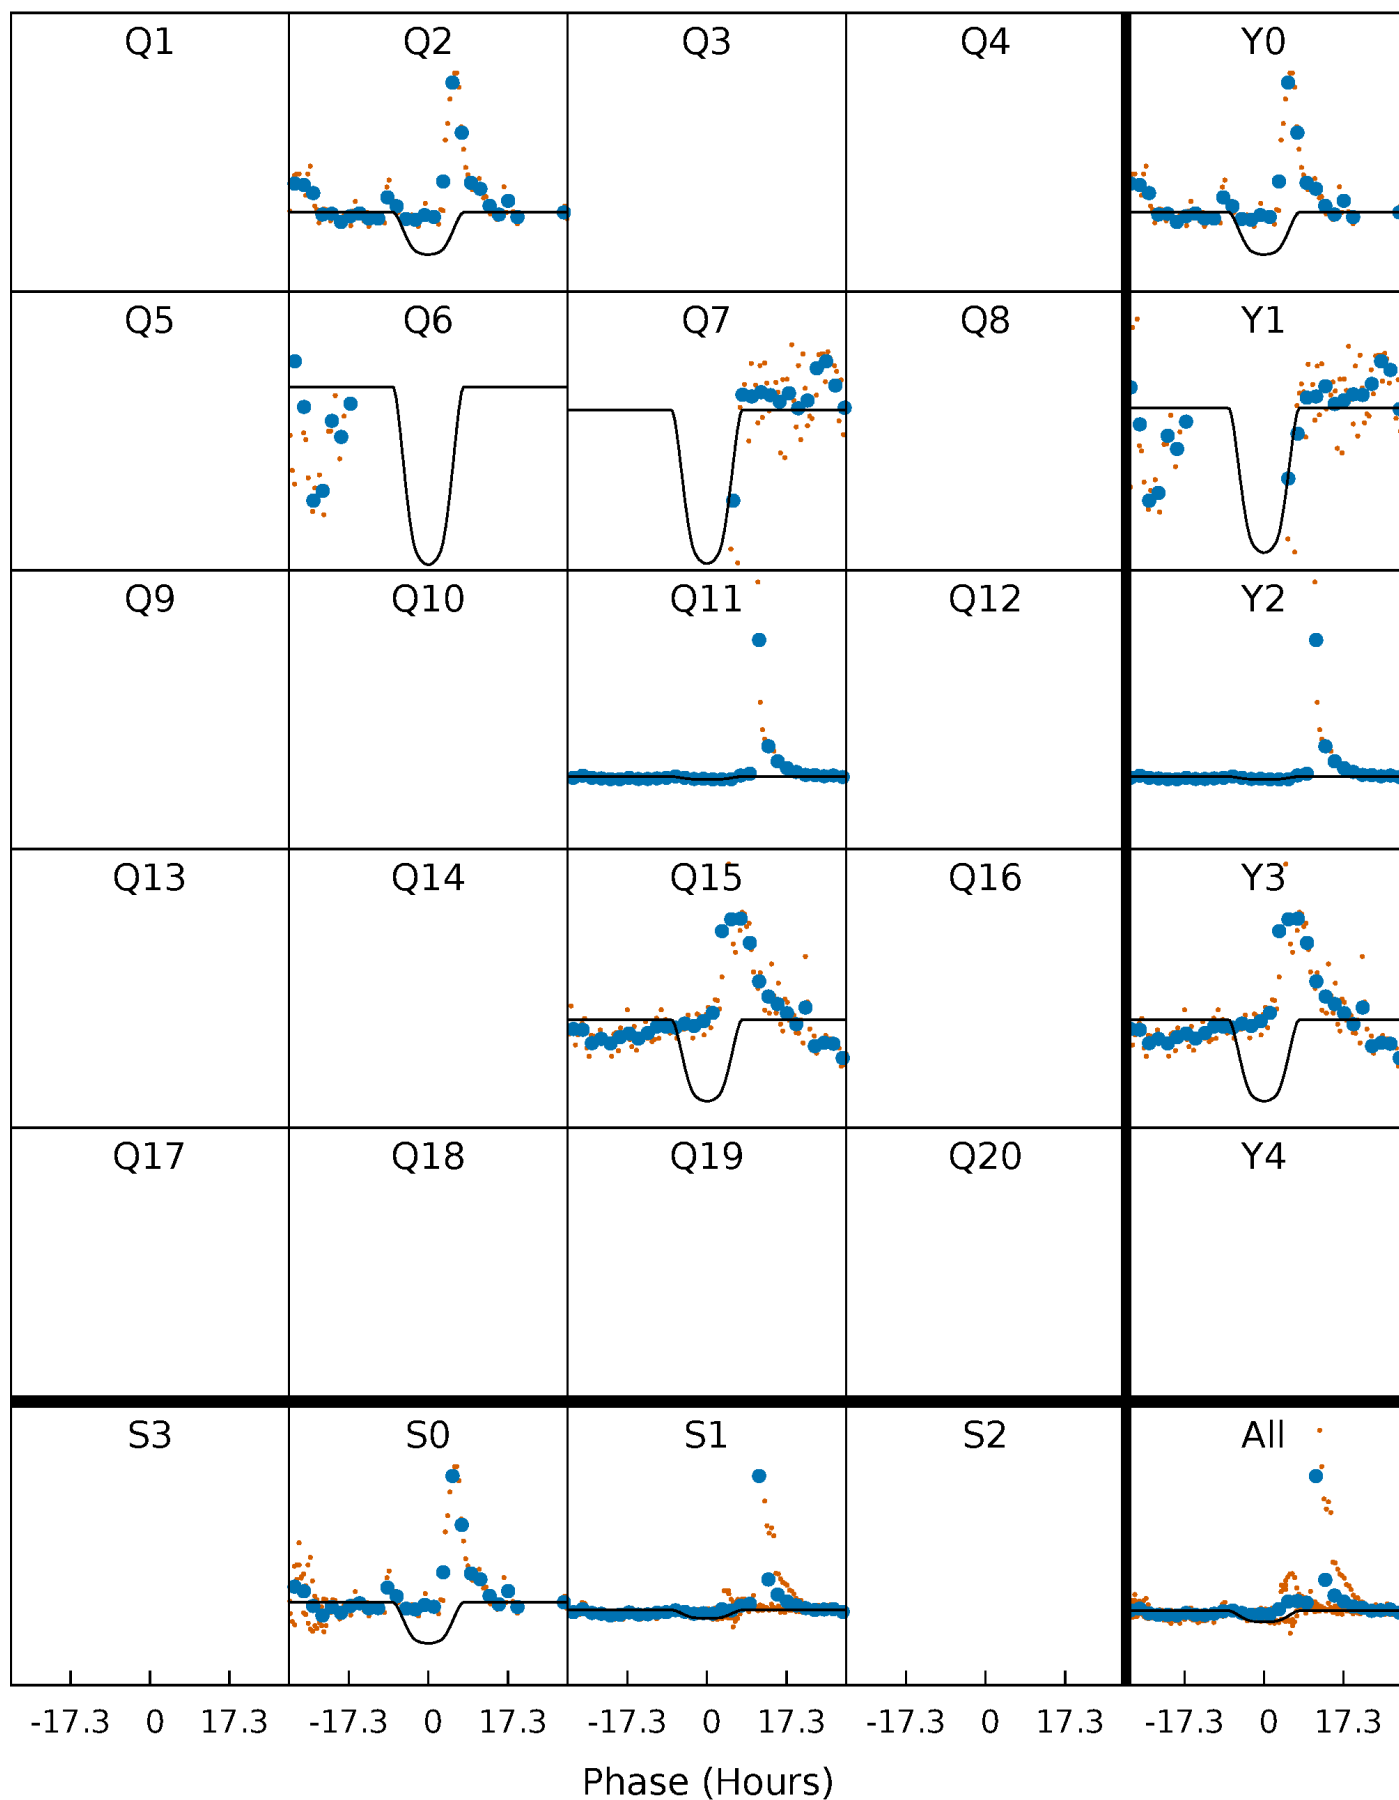 Q1 Q2 Q3 Q4 Y0
Q5 Q6 Q7 Q8 Y1
Q9 Q10 Q11 Q12 Y2
Q13 Q14 Q15 Q16 Y3
Q17 Q18 Q19 Q20 Y4
S3 S0 S1 S2 All
-17.3 0 17.3 -17.3 0 17.3 -17.3 0 17.3 -17.3 0 17.3 -17.3 0 17.3
Phase (Hours)